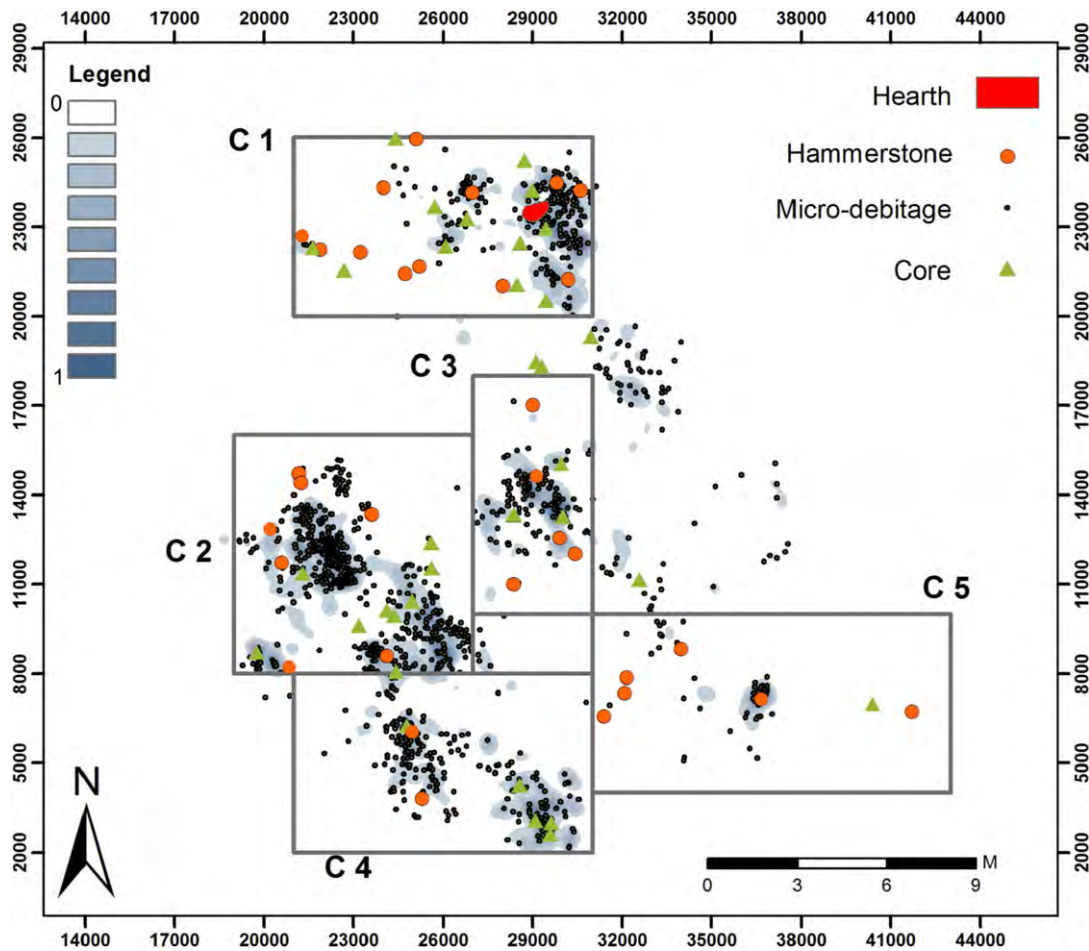 14000 17000 20000 23000 26000 29000 32000 35000 38000 41000 44000
29000 29000
Legend
0
1
Hearth
Hammerstone
Micro-debitage
Core
26000 26000
C 1
23000 23000
20000 20000
C 3
17000 17000
14000 14000
C 2
11000 11000
C 5
8000 8000
5000 5000
N
C 4
2000 2000
M
0 3 6 9
14000 17000 20000 23000 26000 29000 32000 35000 38000 41000 44000